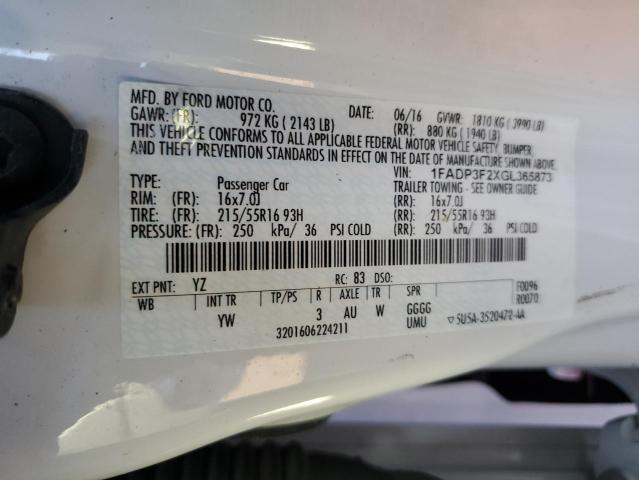 MFD. BY FORD MOTOR CO.
DATE: 06/16 GVWR: 1810 KG ( 3990 LB)
GAWR: (FR): 972 KG ( 2143 LB) (RR): 880 KG ( 1940 LB)
THIS VEHICLE CONFORMS TO ALL APPLICABLE FEDERAL MOTOR VEHICLE SAFETY, BUMPER,
AND THEFT PREVENTION STANDARDS IN EFFECT ON THE DATE OF MANUFACTURE SHOWN ABOVE.
VIN: 1FADP3F2XGL365873
TYPE: Passenger Car TRAILER TOWING - SEE OWNER GUIDE
RIM: (FR): 16x7.0J (RR): 16x7.0J
TIRE: (FR): 215/55R16 93H (RR): 215/55R16 93H
PRESSURE: (FR): 250 kPa/ 36 PSI COLD (RR): 250 kPa/ 36 PSI COLD
EXT PNT: YZ RC: 83 DSO: F0096
WB INT TR TP/PS R AXLE TR SPR R0070
YW 3 AU W GGGG
UMU
3201606224211 ▽5U5A-3520472-AA